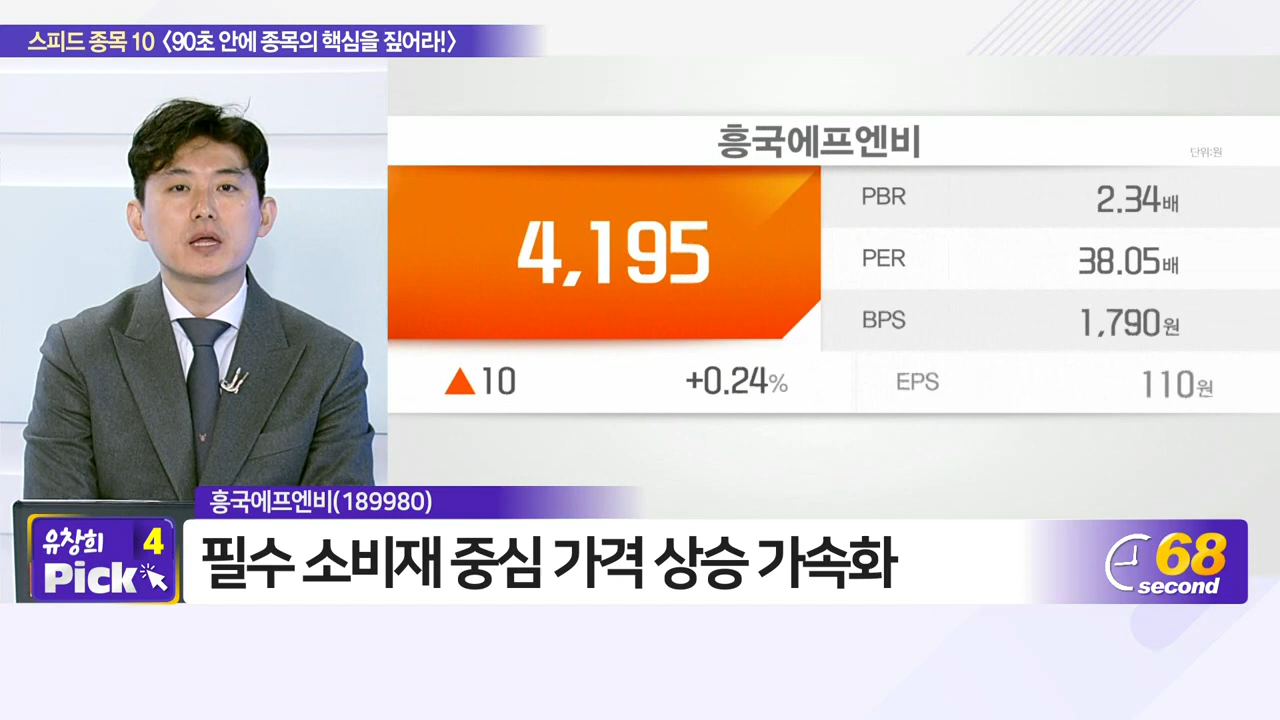 스피드 종목 10 〈90초 안에 종목의 핵심을 짚어라!〉
흥국에프엔비
단위:원
4,195
▲10 +0.24%
PBR 2.34배
PER 38.05배
BPS 1,790원
EPS 110원
흥국에프엔비(189980)
유창희 4
Pick
필수 소비재 중심 가격 상승 가속화
68
second